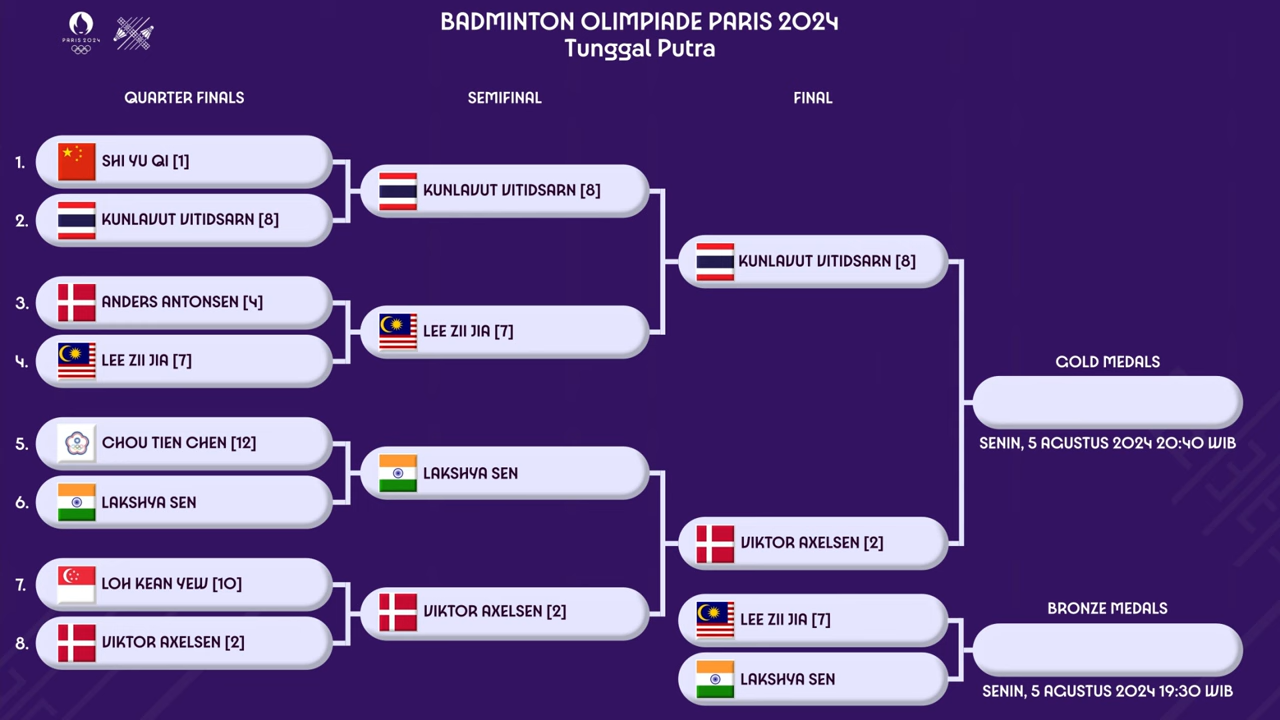 PARIS 2024
BADMINTON OLIMPIADE PARIS 2024
Tunggal Putra
QUARTER FINALS
SEMIFINAL
FINAL
1. SHI YU QI [1]
2. KUNLAVUT VITIDSARN [8]
3. ANDERS ANTONSEN [4]
4. LEE ZII JIA [7]
5. CHOU TIEN CHEN [12]
6. LAKSHYA SEN
7. LOH KEAN YEW [10]
8. VIKTOR AXELSEN [2]
KUNLAVUT VITIDSARN [8]
LEE ZII JIA [7]
LAKSHYA SEN
VIKTOR AXELSEN [2]
KUNLAVUT VITIDSARN [8]
VIKTOR AXELSEN [2]
LEE ZII JIA [7]
LAKSHYA SEN
GOLD MEDALS
SENIN, 5 AGUSTUS 2024 20:40 WIB
BRONZE MEDALS
SENIN, 5 AGUSTUS 2024 19:30 WIB